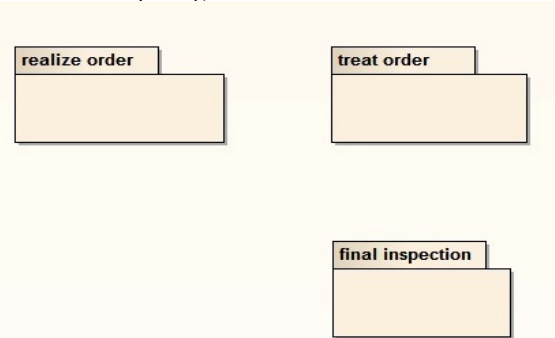 realize order
treat order
final inspection